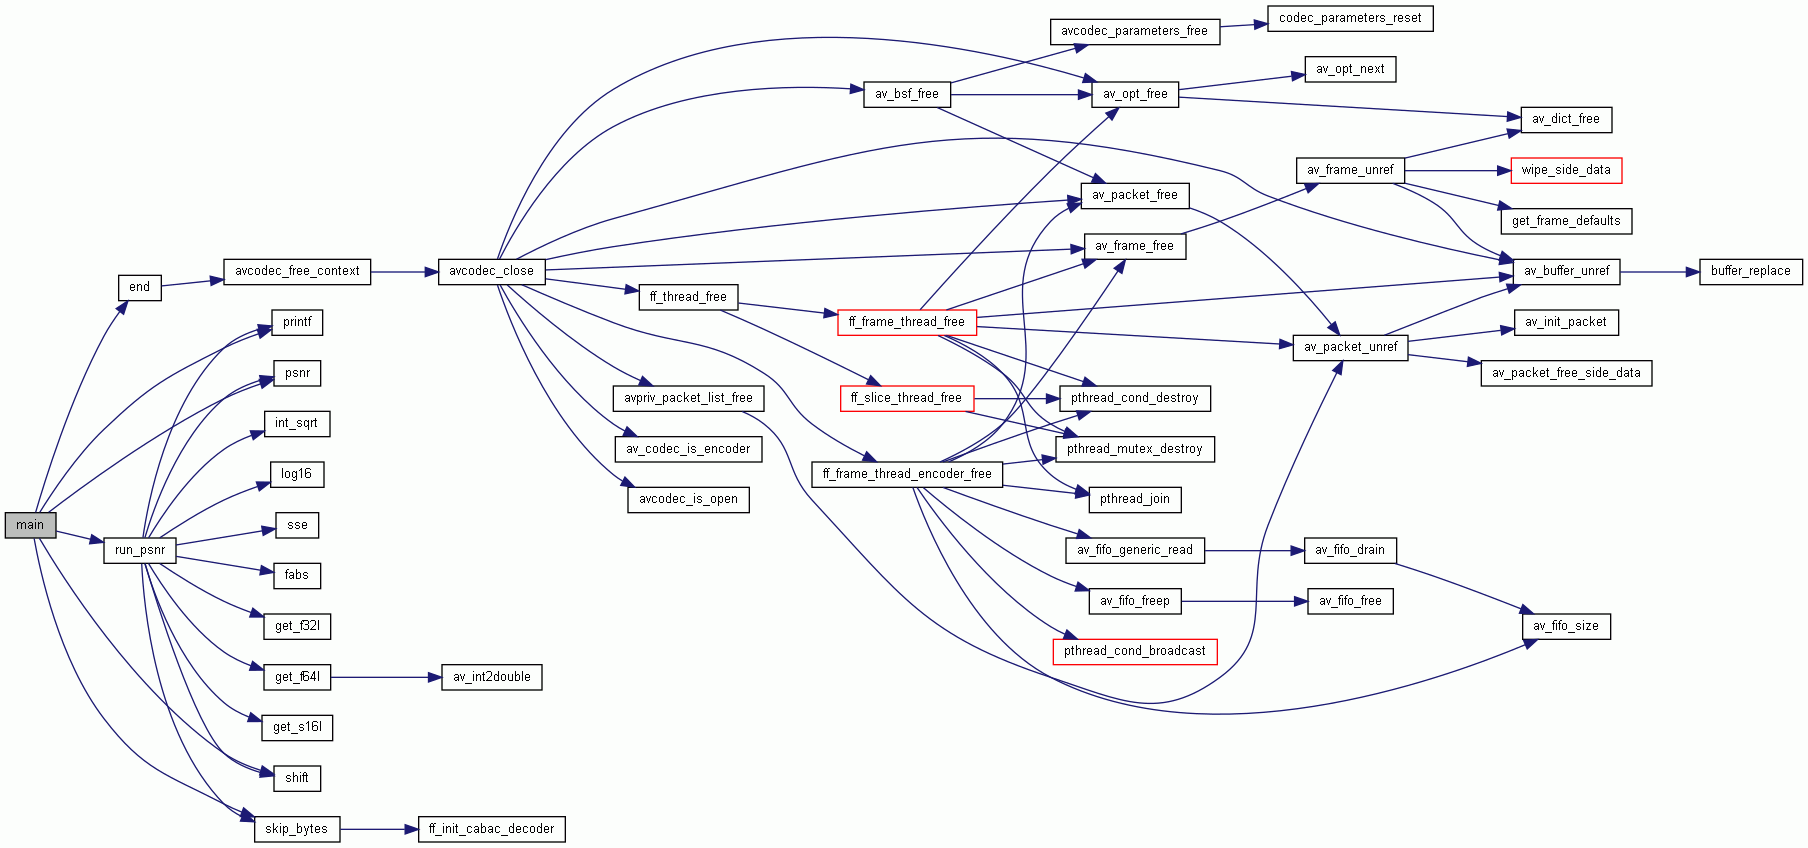 main
end
run_psnr
avcodec_free_context
printf
psnr
int_sqrt
log16
sse
fabs
get_f32l
get_f64l
get_s16l
shift
skip_bytes
avcodec_close
av_int2double
ff_init_cabac_decoder
ff_thread_free
avpriv_packet_list_free
av_codec_is_encoder
avcodec_is_open
av_bsf_free
ff_frame_thread_free
ff_slice_thread_free
ff_frame_thread_encoder_free
avcodec_parameters_free
av_opt_free
av_packet_free
av_frame_free
pthread_cond_destroy
pthread_mutex_destroy
pthread_join
av_fifo_generic_read
av_fifo_freep
pthread_cond_broadcast
codec_parameters_reset
av_opt_next
av_frame_unref
av_packet_unref
av_fifo_drain
av_fifo_free
av_dict_free
wipe_side_data
get_frame_defaults
av_buffer_unref
av_init_packet
av_packet_free_side_data
av_fifo_size
buffer_replace